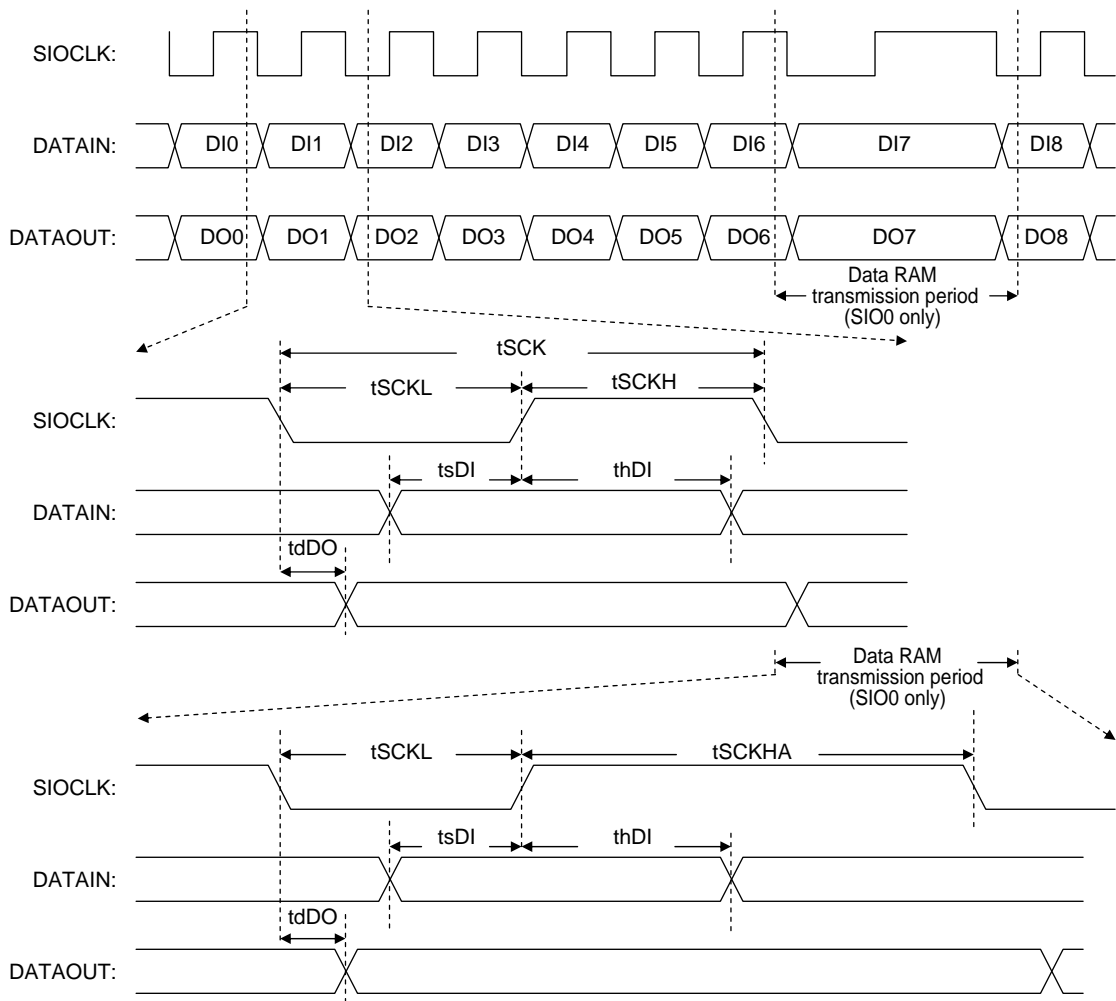 SIOCLK:
DATAIN: DI0 DI1 DI2 DI3 DI4 DI5 DI6 DI7 DI8
DATAOUT: DO0 DO1 DO2 DO3 DO4 DO5 DO6 DO7 DO8
Data RAM
transmission period
(SIO0 only)
tSCK
tSCKL tSCKH
SIOCLK:
tsDI thDI
DATAIN:
tdDO
DATAOUT:
Data RAM
transmission period
(SIO0 only)
tSCKL tSCKHA
SIOCLK:
tsDI thDI
DATAIN:
tdDO
DATAOUT: